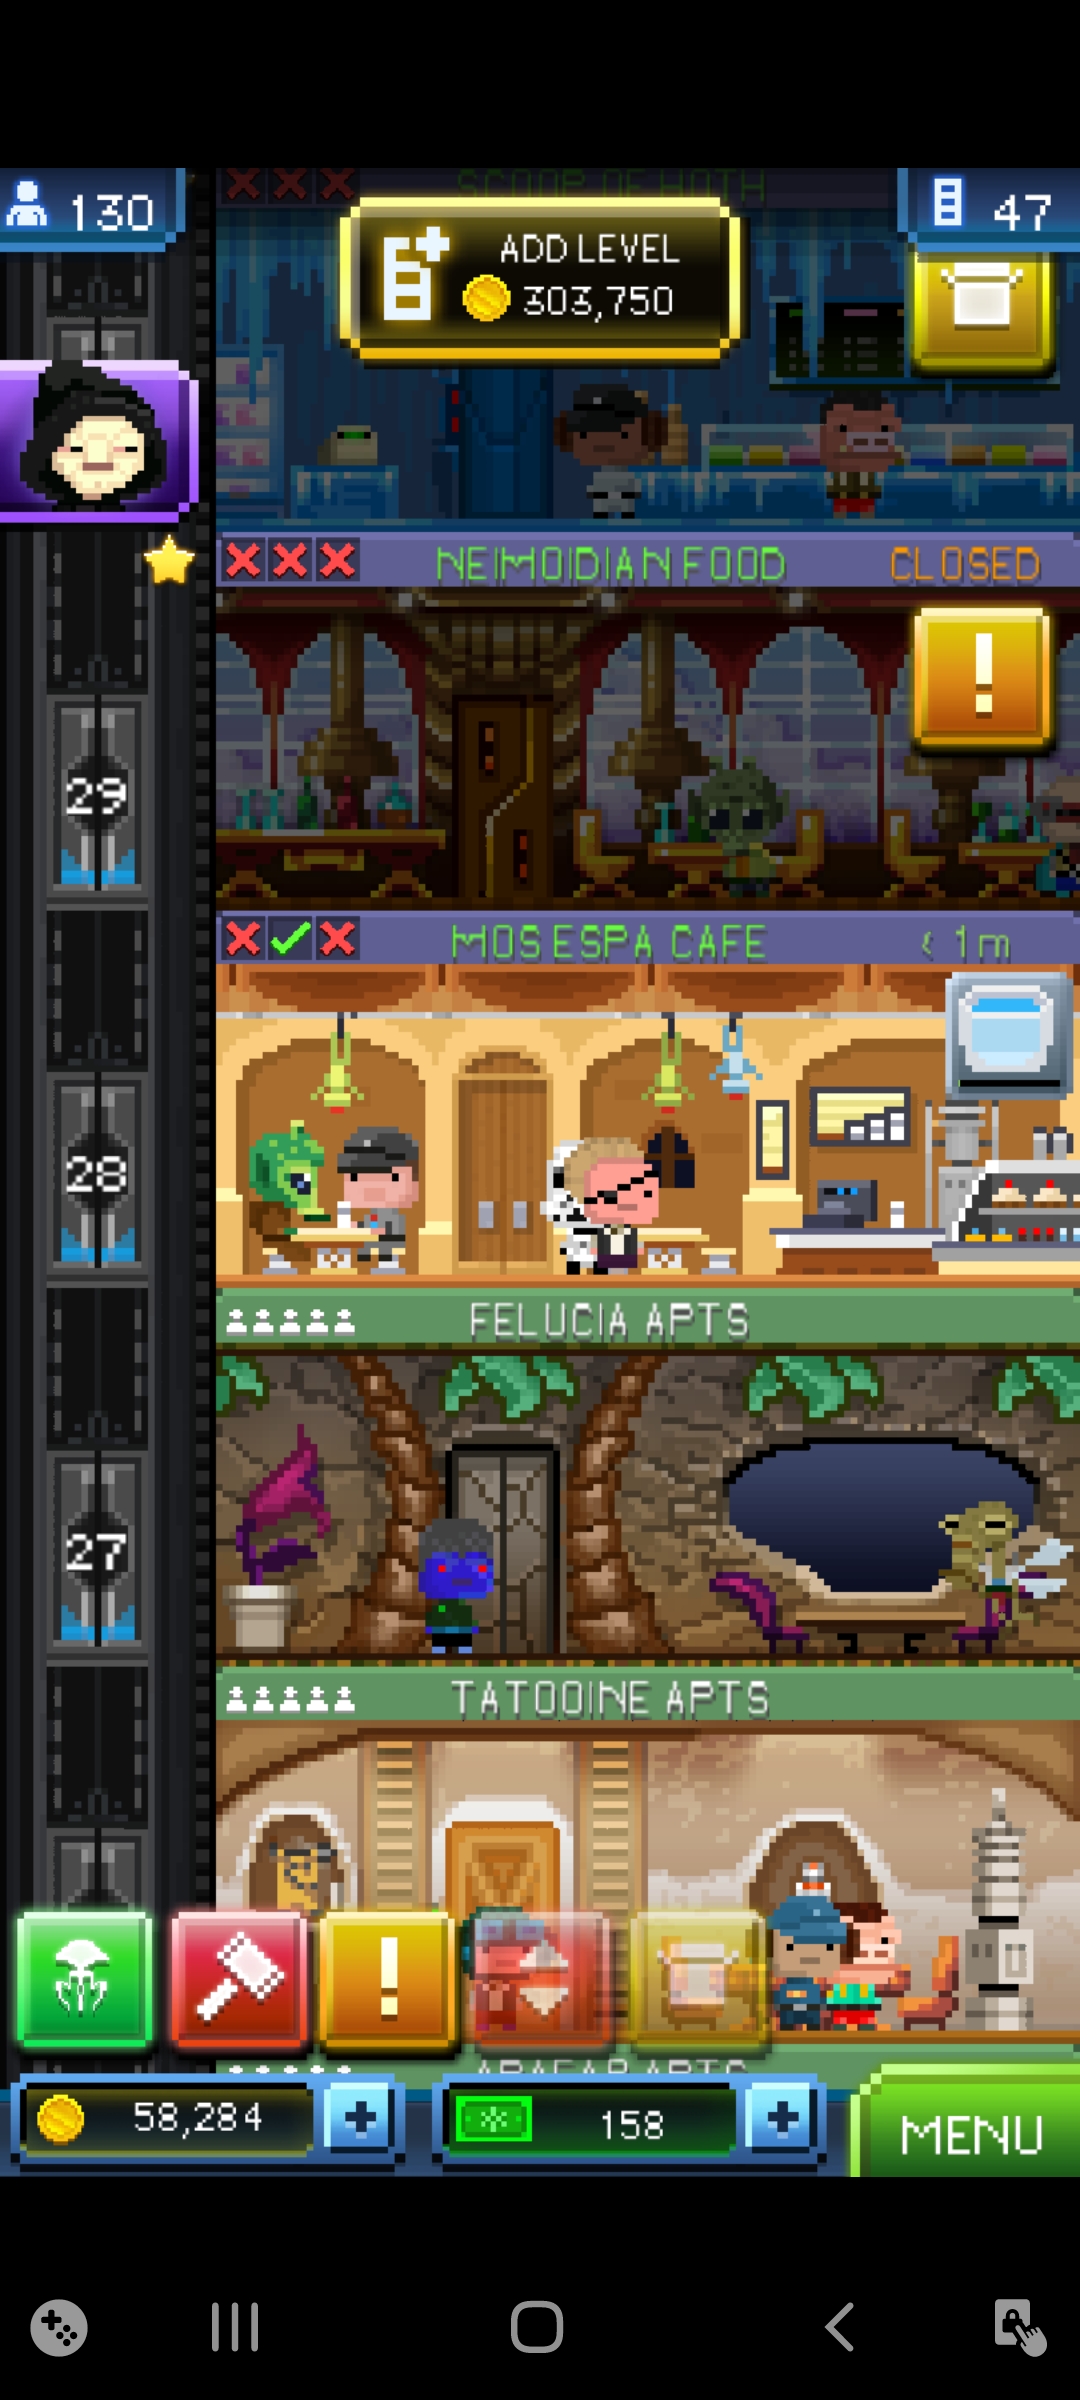 130
SCOOP OF HOTH
47
ADD LEVEL
303,750
NEIMOIDIAN FOOD
CLOSED
29
MOS ESPA CAFE
< 1m
28
FELUCIA APTS
27
TATOOINE APTS
ABAFAR APTS
58,284
158
MENU